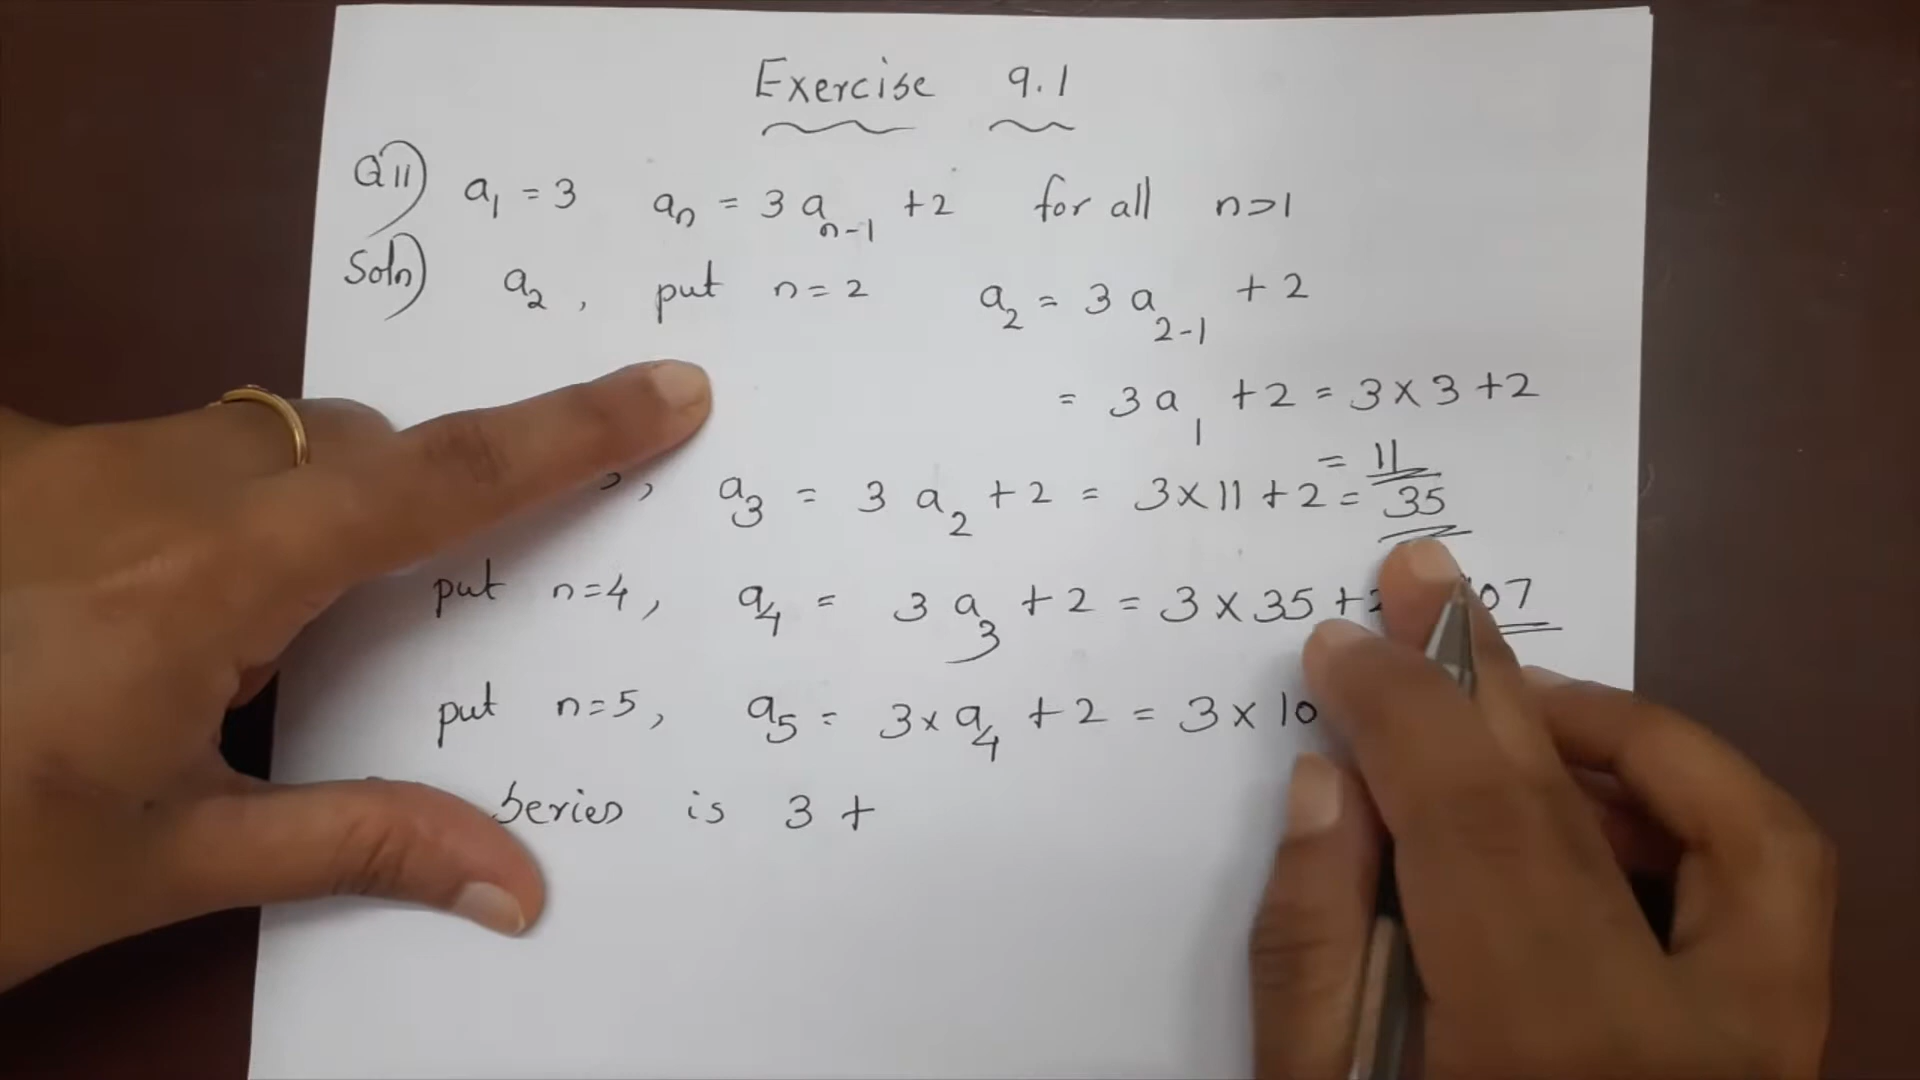 Exercise 9.1
Q11) a₁ = 3 aₙ = 3 aₙ₋₁ + 2 for all n>1
Soln) a₂ , put n = 2 a₂ = 3 a₂₋₁ + 2
= 3 a₁ + 2 = 3 × 3 + 2
= 11
, a₃ = 3 a₂ + 2 = 3 × 11 + 2 = 35
put n=4, a₄ = 3 a₃ + 2 = 3 × 35 + 07
put n=5, a₅ = 3 × a₄ + 2 = 3 × 10
Series is 3 +